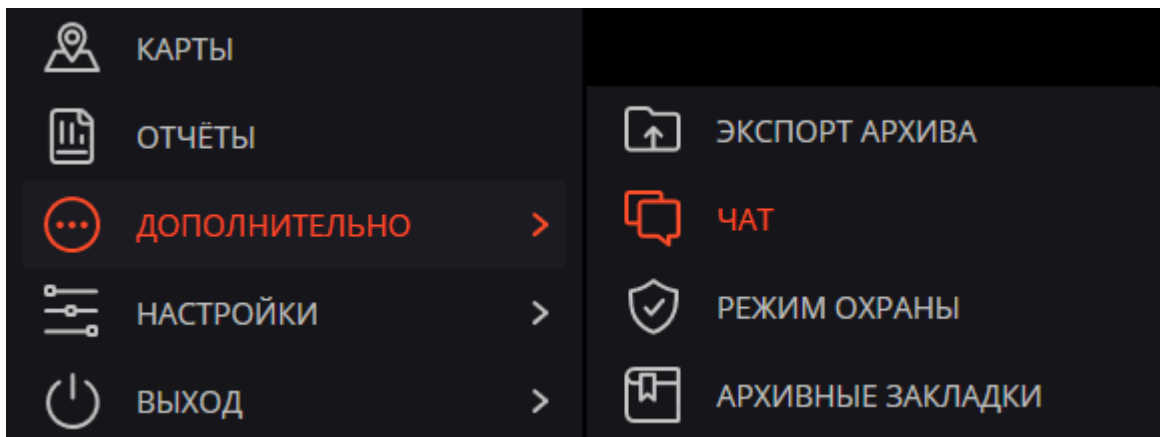 КАРТЫ
ОТЧЁТЫ
ДОПОЛНИТЕЛЬНО
НАСТРОЙКИ
ВЫХОД
ЭКСПОРТ АРХИВА
ЧАТ
РЕЖИМ ОХРАНЫ
АРХИВНЫЕ ЗАКЛАДКИ